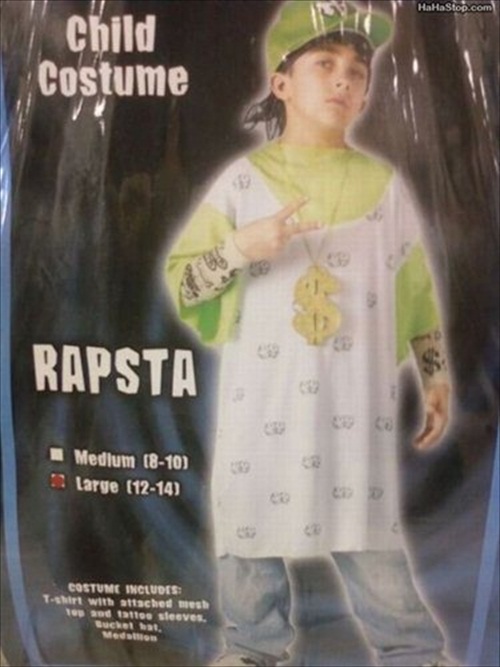 HaHaStop.com
Child
Costume
RAPSTA
Medium (8-10)
Large (12-14)
COSTUME INCLUDES:
T-shirt with attached mesh
top and tattoo sleeves,
Bucket hat,
Medallion